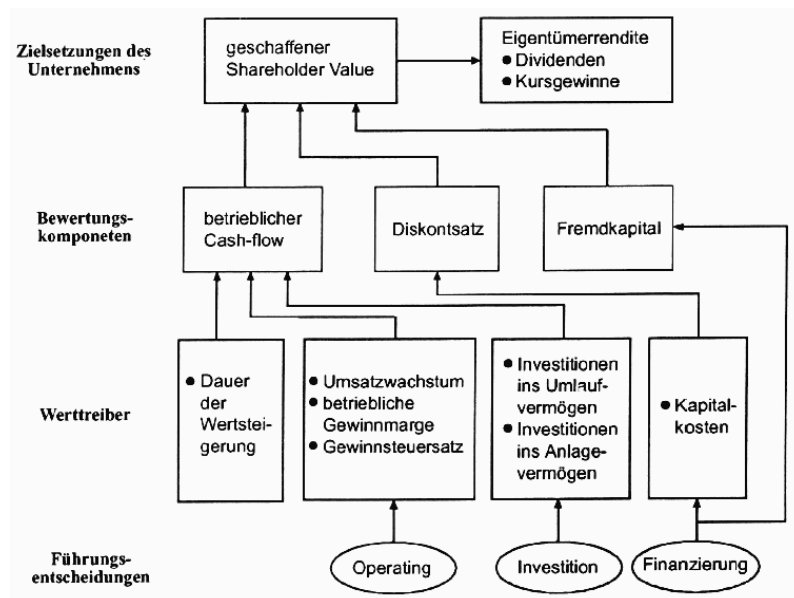 Zielsetzungen des
Unternehmens
geschaffener
Shareholder Value
Eigentümerrendite
● Dividenden
● Kursgewinne
Bewertungs-
komponeten
betrieblicher
Cash-flow
Diskontsatz
Fremdkapital
Werttreiber
● Dauer
der
Wertstei-
gerung
● Umsatzwachstum
● betriebliche
Gewinnmarge
● Gewinnsteuersatz
● Investitionen
ins Umlauf-
vermögen
● Investitionen
ins Anlage-
vermögen
● Kapital-
kosten
Führungs-
entscheidungen
Operating
Investition
Finanzierung